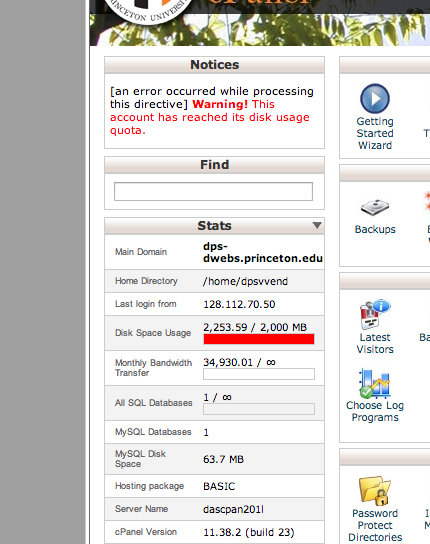 PRINCETON UNIVERSITY
cPanel
Notices
[an error occurred while processing
this directive] Warning! This
account has reached its disk usage
quota.
Find
Stats
Main Domain dps-
dwebs.princeton.edu
Home Directory /home/dpsvvend
Last login from 128.112.70.50
Disk Space Usage 2,253.59 / 2,000 MB
Monthly Bandwidth
Transfer 34,930.01 / ∞
All SQL Databases 1 / ∞
MySQL Databases 1
MySQL Disk
Space 63.7 MB
Hosting package BASIC
Server Name dascpan201l
cPanel Version 11.38.2 (build 23)
Getting
Started
Wizard
Backups
Latest
Visitors
Choose Log
Programs
Password
Protect
Directories